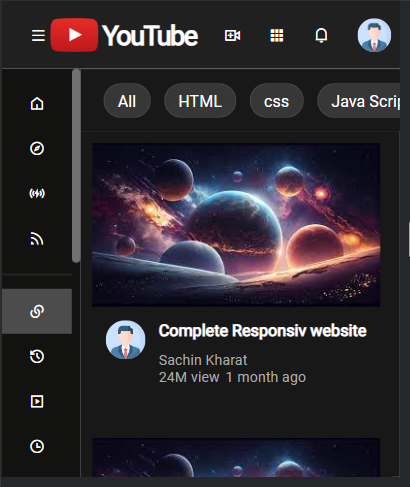 YouTube
All HTML css Java Scrip
Complete Responsiv website
Sachin Kharat
24M view 1 month ago